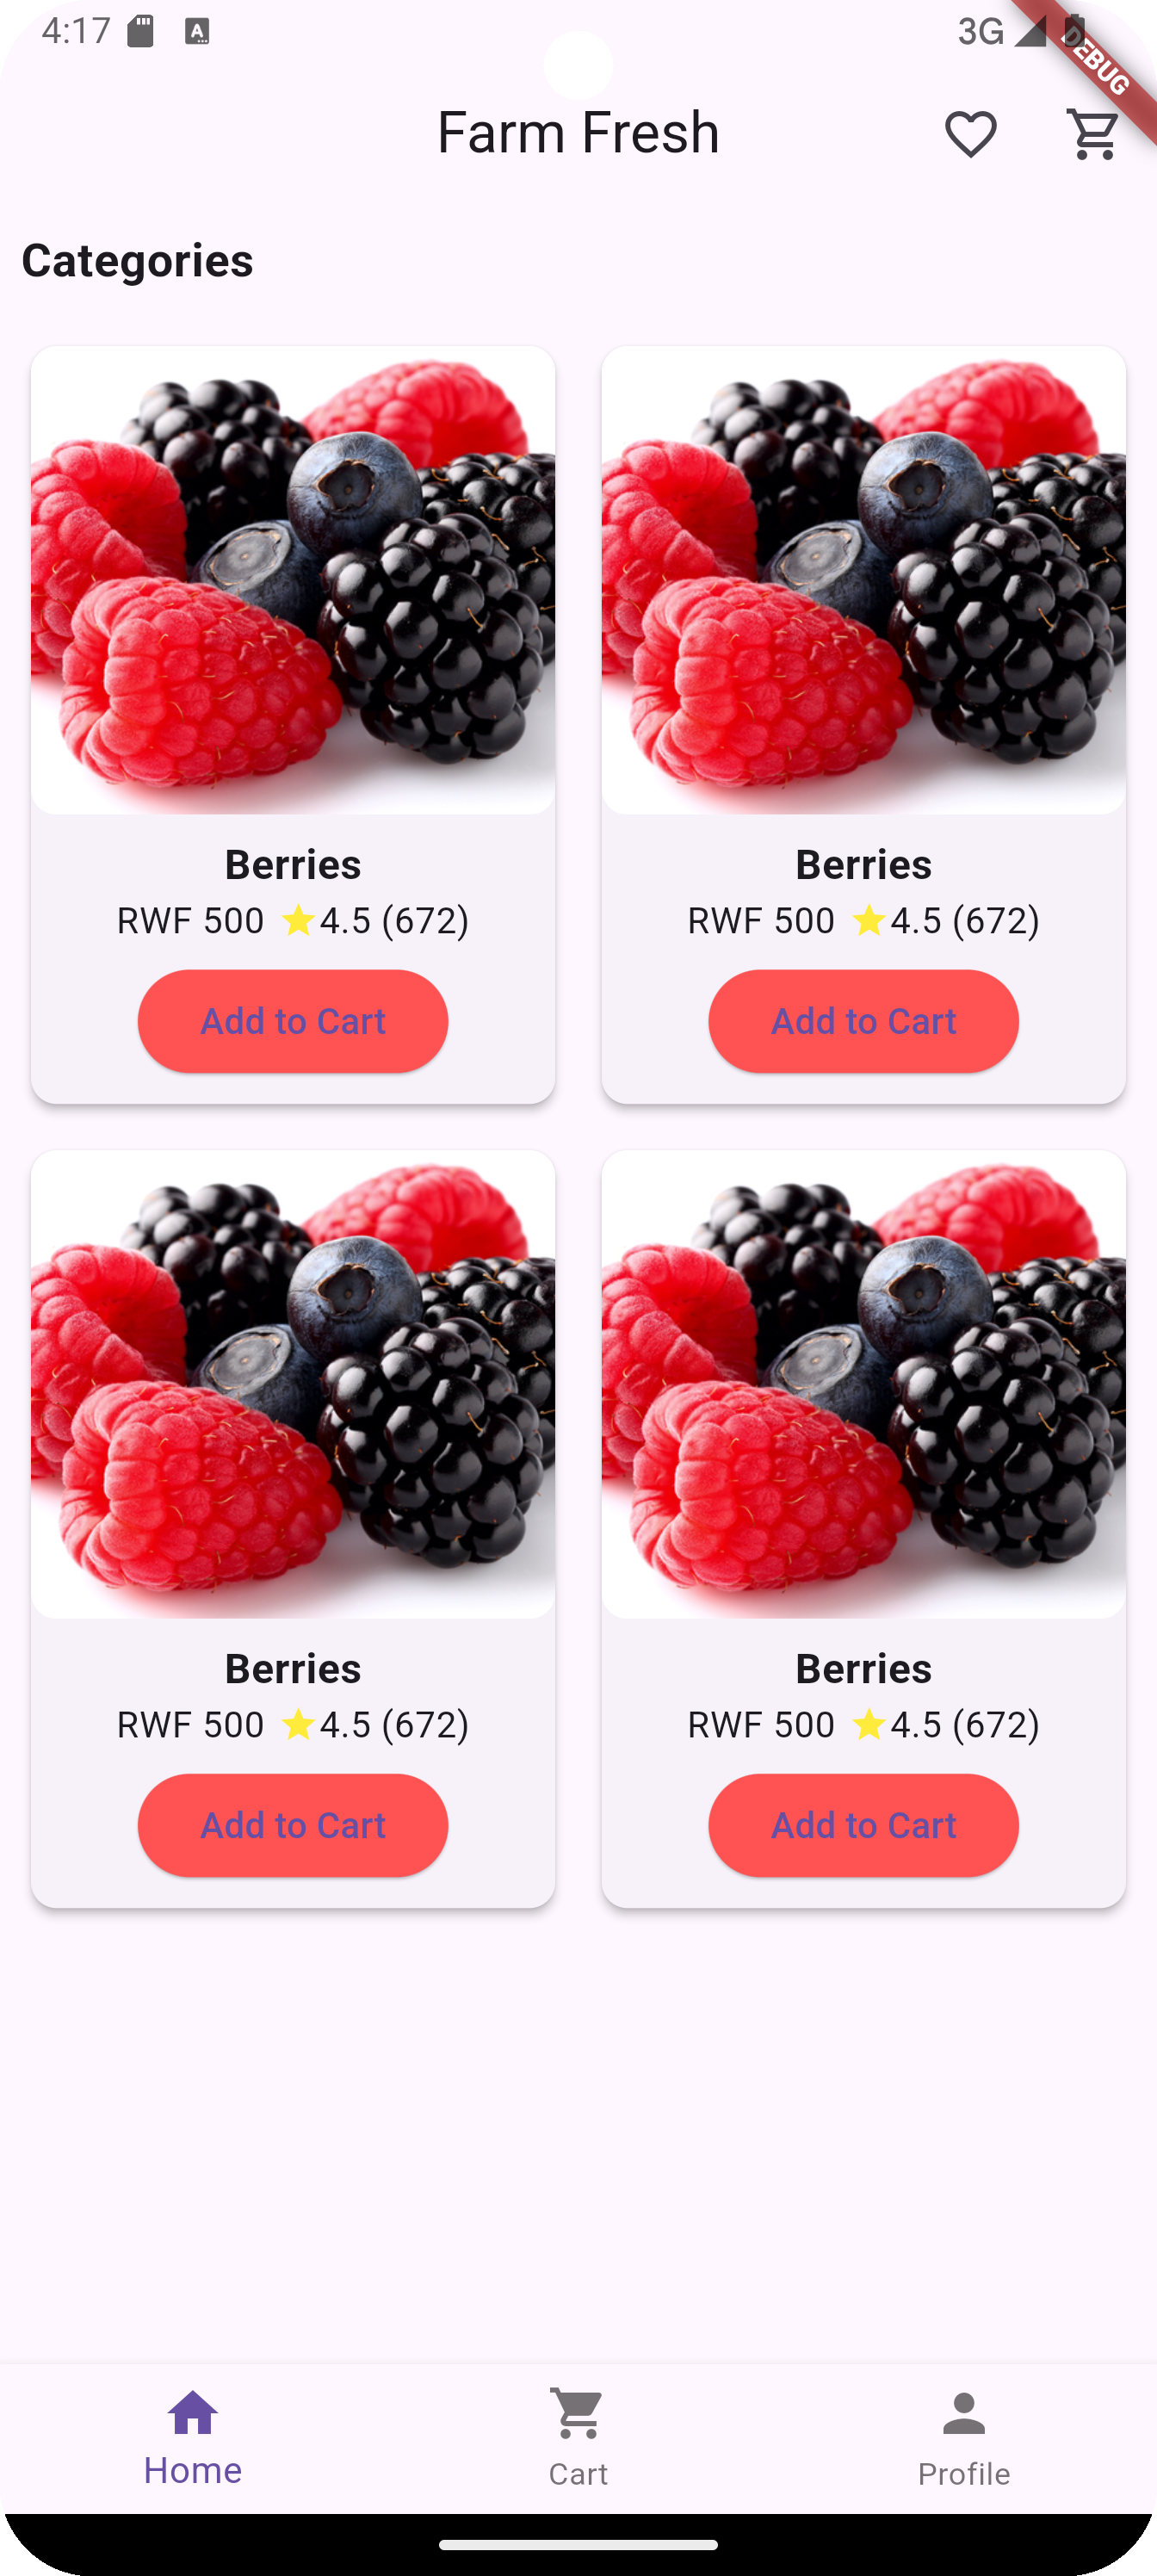 4:17 A 3G DEBUG
Farm Fresh
Categories
Berries Berries
RWF 500 4.5 (672) RWF 500 4.5 (672)
Add to Cart Add to Cart
Berries Berries
RWF 500 4.5 (672) RWF 500 4.5 (672)
Add to Cart Add to Cart
Home Cart Profile